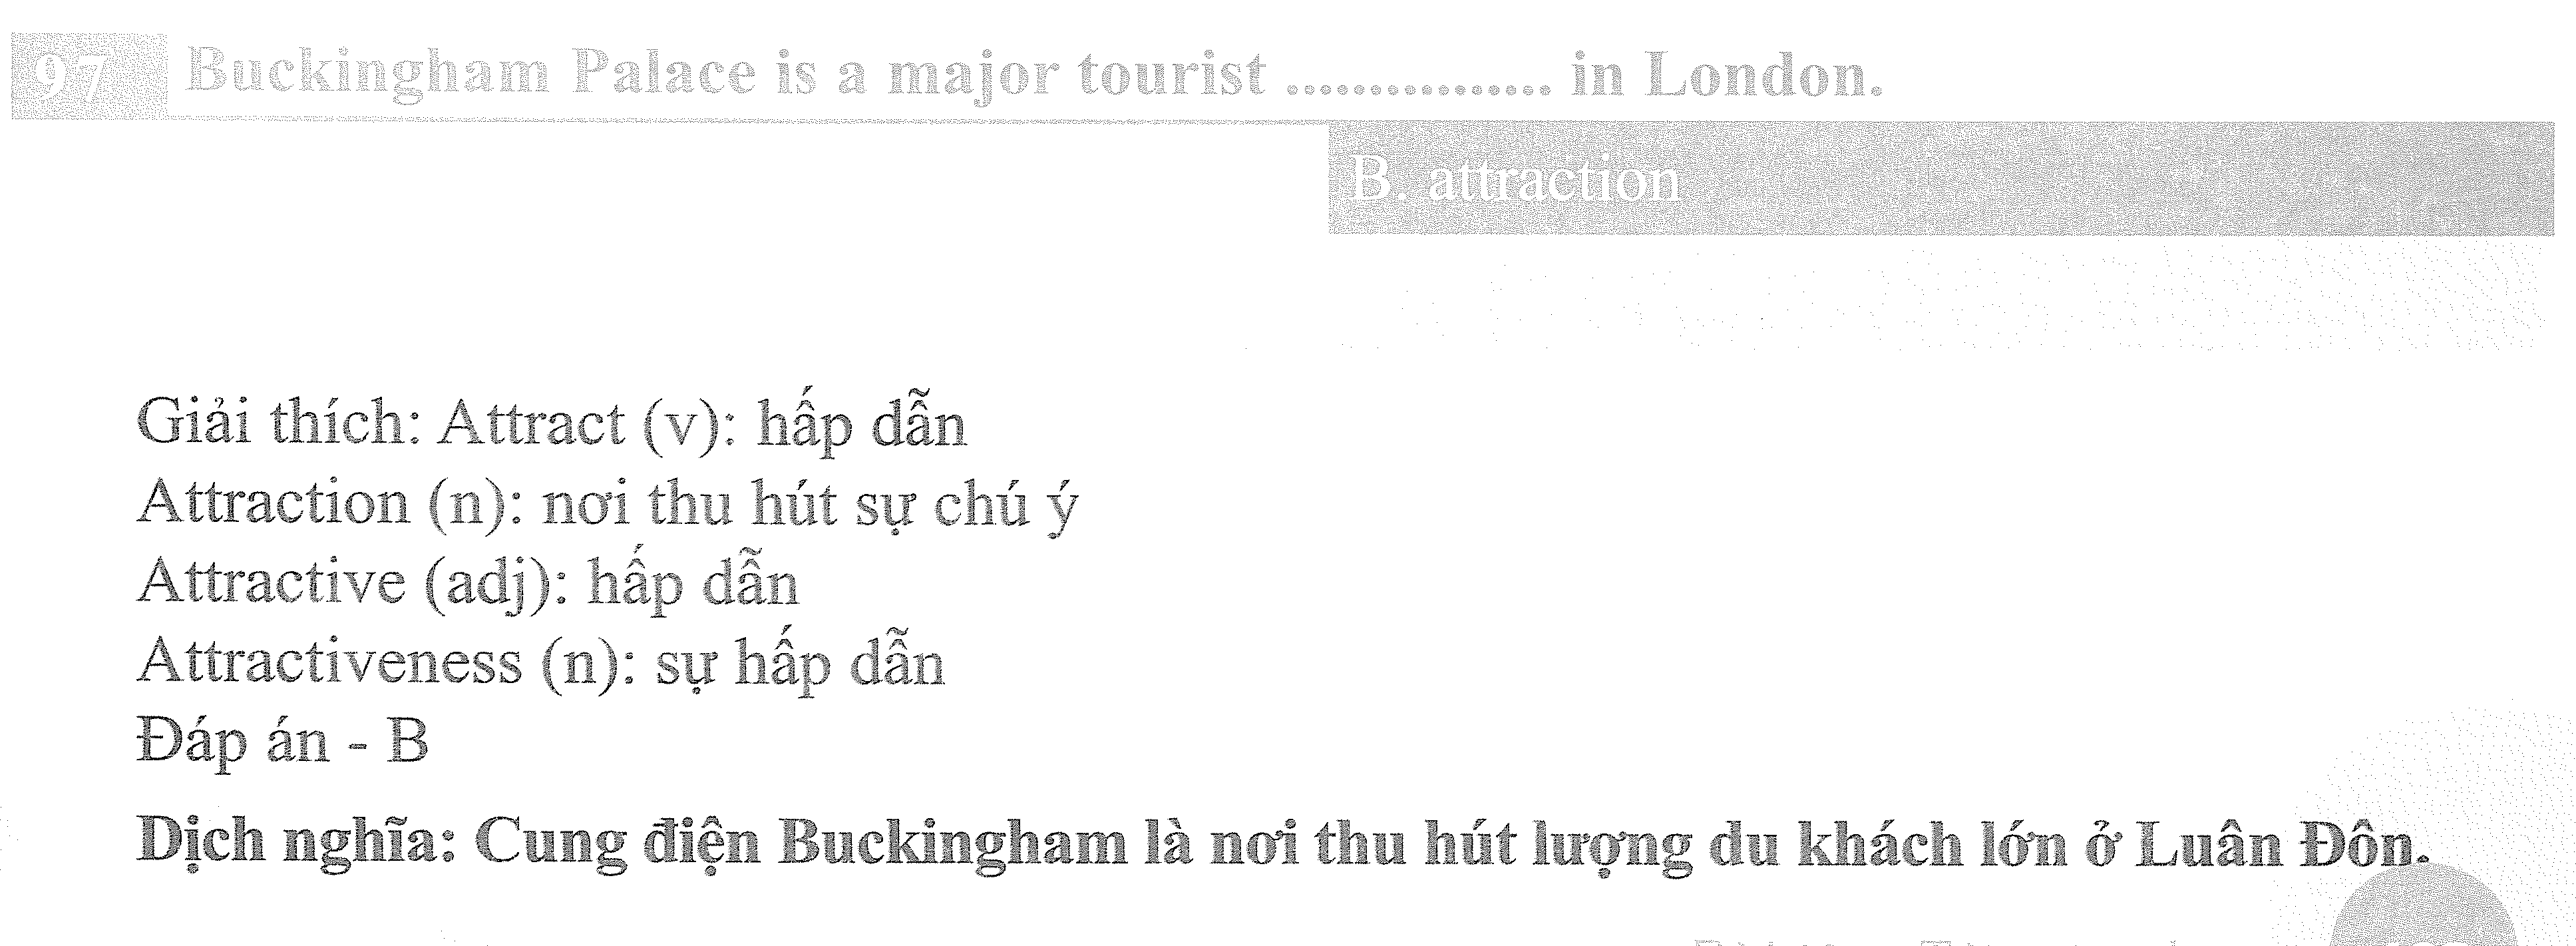 97 Buckingham Palace is a major tourist ................ in London.
B. attraction
Giải thích: Attract (v): hấp dẫn
Attraction (n): nơi thu hút sự chú ý
Attractive (adj): hấp dẫn
Attractiveness (n): sự hấp dẫn
Đáp án - B
Dịch nghĩa: Cung điện Buckingham là nơi thu hút lượng du khách lớn ở Luân Đôn.